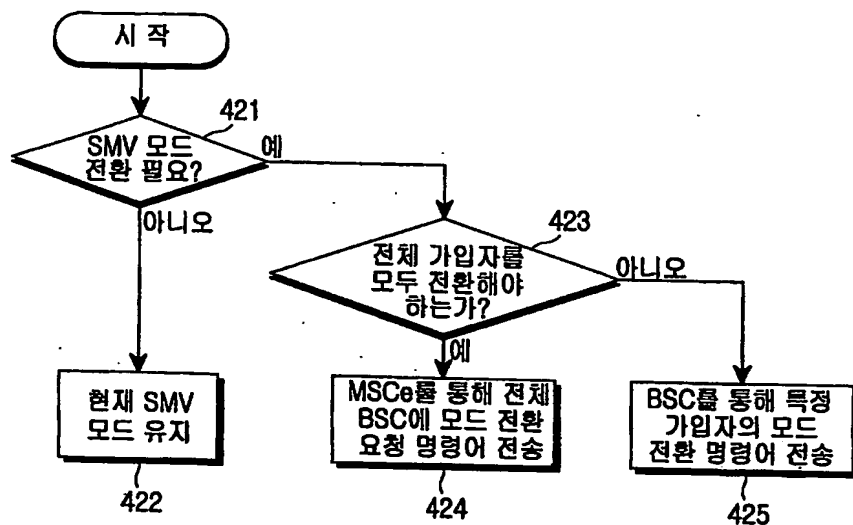 시 작
421
SMV 모드
전환 필요?
예
아니오
423
전체 가입자를
모두 전환해야
하는가?
아니오
예
현재 SMV
모드 유지
MSCe를 통해 전체
BSC에 모드 전환
요청 명령어 전송
BSC를 통해 특정
가입자의 모드
전환 명령어 전송
422
424
425